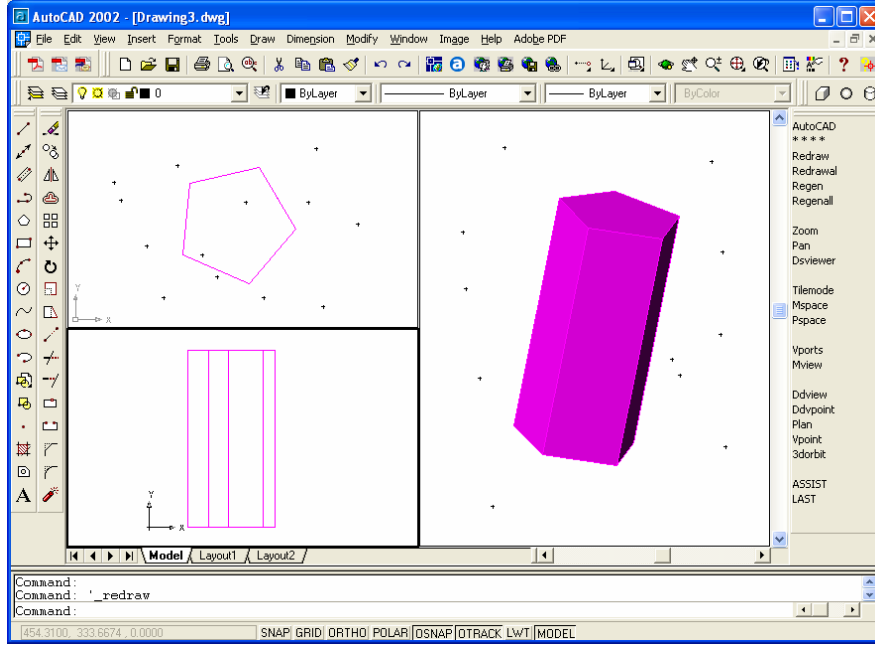 AutoCAD 2002 - [Drawing3.dwg]
File Edit View Insert Format Tools Draw Dimension Modify Window Image Help Adobe PDF
0 ByLayer ByLayer ByLayer ByColor
AutoCAD
* * * *
Redraw
Redrawal
Regen
Regenall
Zoom
Pan
Dsviewer
Tilemode
Mspace
Pspace
Vports
Mview
Ddview
Ddvpoint
Plan
Vpoint
3dorbit
ASSIST
LAST
A
Y
X
Y
X
Model Layout1 Layout2
Command:
Command: '_redraw
Command:
454.3100, 333.6674 , 0.0000 SNAP GRID ORTHO POLAR OSNAP OTRACK LWT MODEL